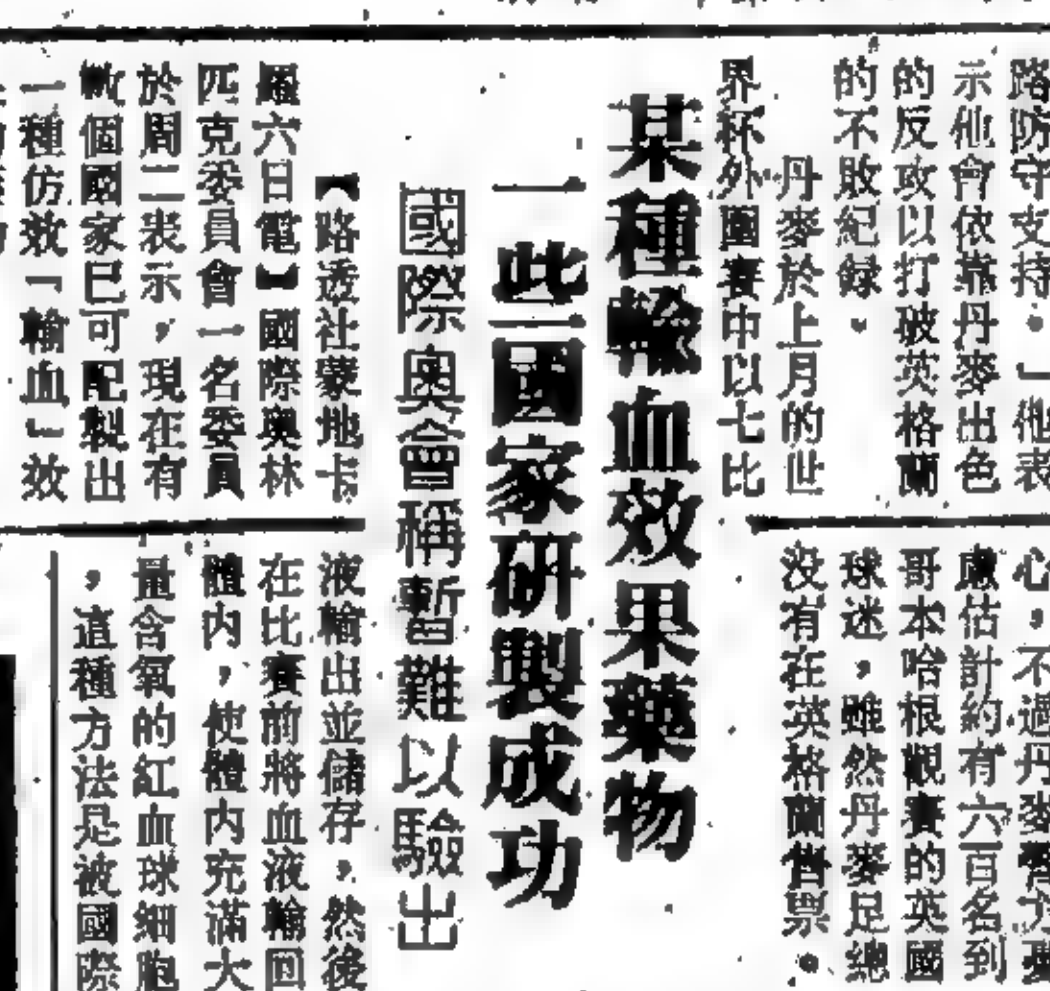 路防守支持。」他表
示他會依靠丹麥出色
的反攻以打破英格蘭
的不敗紀録。
丹麥於上月的世
界杯外圍賽中以七比
心,不過丹麥
估計約有六百名到
哥本哈根觀賽的英國
球迷,雖然丹麥足總
没有在英格蘭售票。
某種輸血效果藥物
一些國家研製成功
國際奥會稱暫難以驗出
【路透社蒙地卡
羅六日電】國際奥林
匹克委員會一名委員
於周二表示,現在有
數個國家已可配製出
一種仿效「輸血」效
液輸出並儲存,然後
在比賽前將血液輸回
體内,使體内充滿大
量含氧的紅血球細胞
,這種方法是被國際